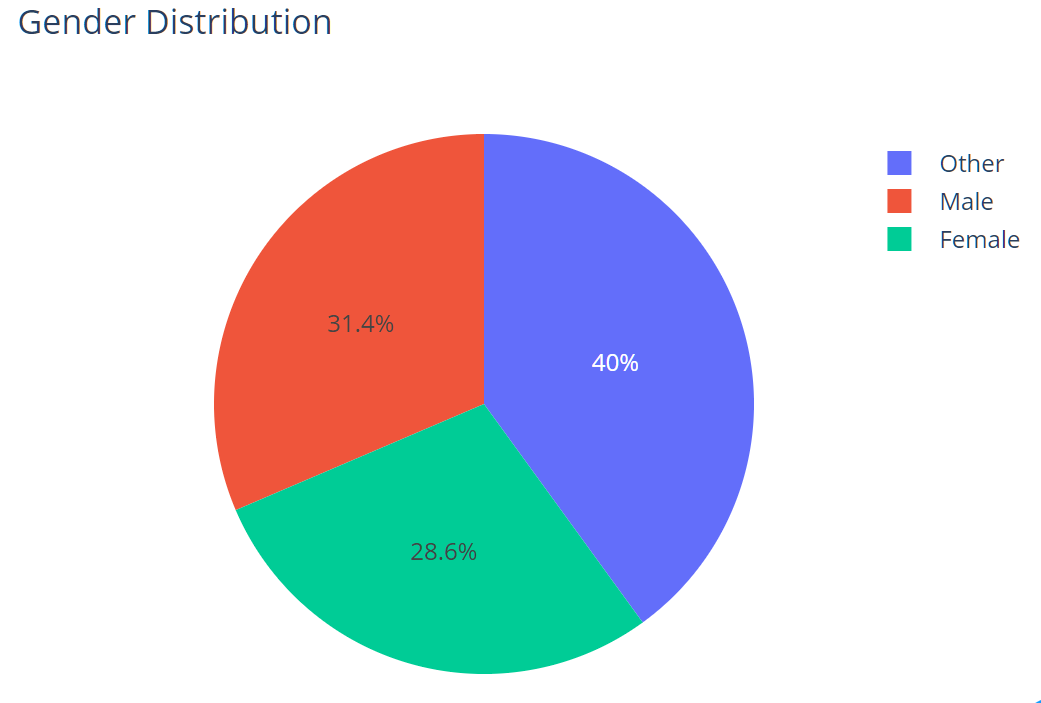 Gender Distribution
Other
Male
Female
31.4%
40%
28.6%